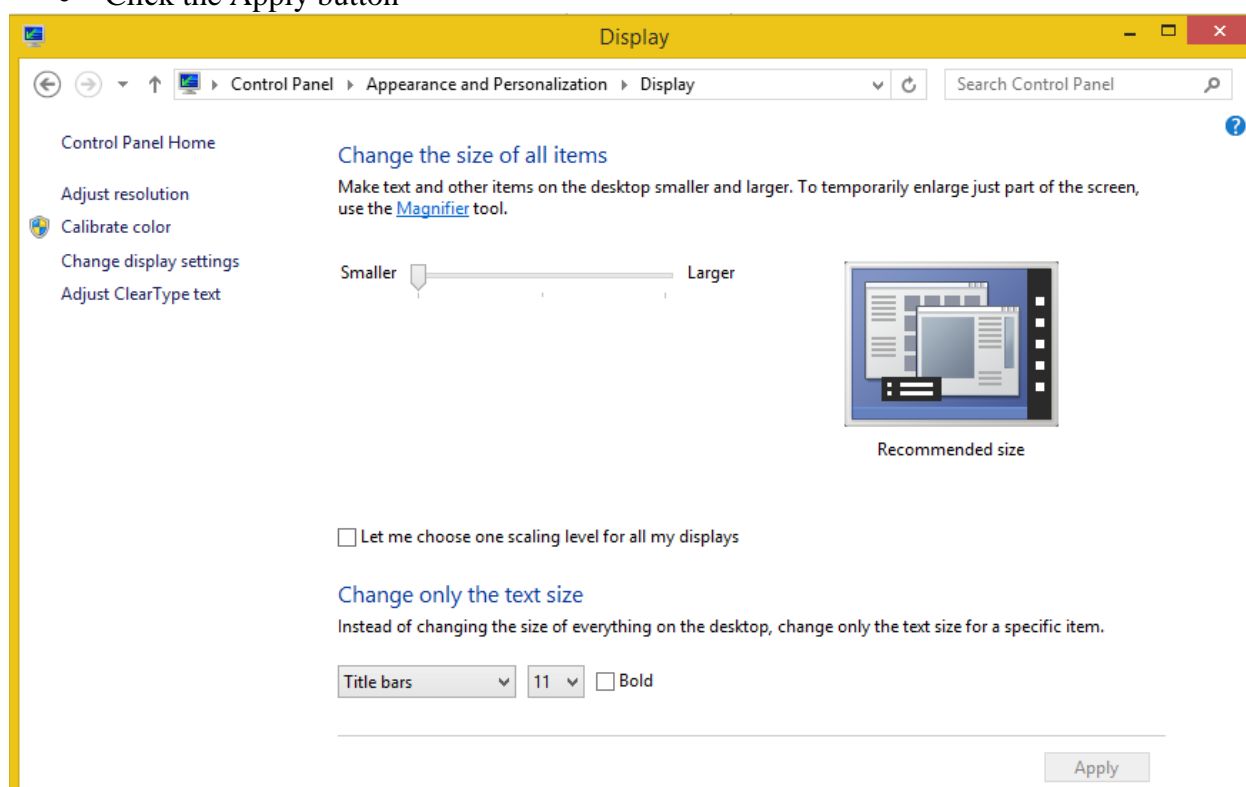 Click the Apply button
Display
Control Panel Appearance and Personalization Display Search Control Panel
Control Panel Home
Adjust resolution
Calibrate color
Change display settings
Adjust ClearType text
Change the size of all items
Make text and other items on the desktop smaller and larger. To temporarily enlarge just part of the screen,
use the Magnifier tool.
Smaller Larger
Recommended size
Let me choose one scaling level for all my displays
Change only the text size
Instead of changing the size of everything on the desktop, change only the text size for a specific item.
Title bars 11 Bold
Apply